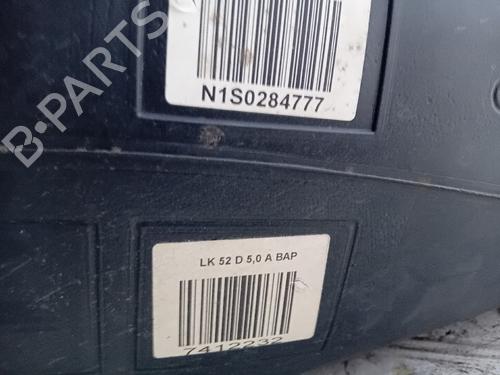 B-PARTS
N1S0284777
LK 52 D 5,0 A BAP
7412232